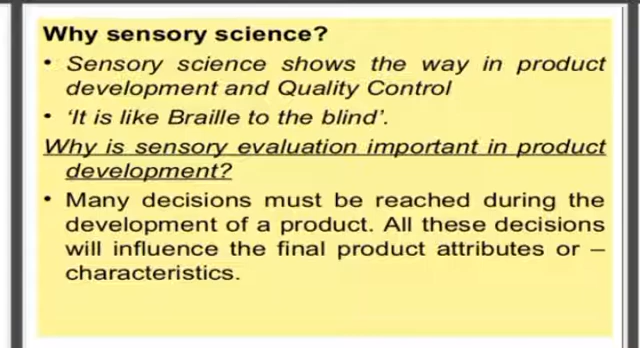 Why sensory science?
• Sensory science shows the way in product
development and Quality Control
• ‘It is like Braille to the blind’.
Why is sensory evaluation important in product
development?
• Many decisions must be reached during the
development of a product. All these decisions
will influence the final product attributes or –
characteristics.